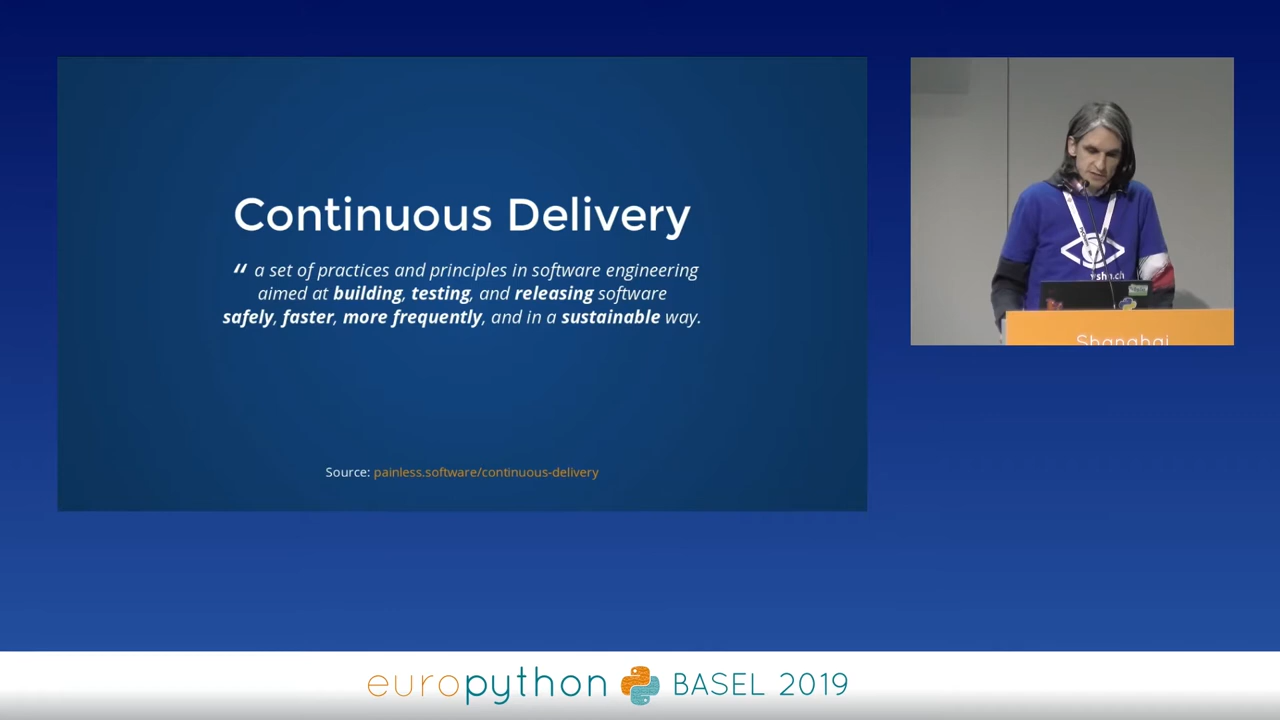 Continuous Delivery
“ a set of practices and principles in software engineering
aimed at building, testing, and releasing software
safely, faster, more frequently, and in a sustainable way.
Source: painless.software/continuous-delivery
Shanghai
europython BASEL 2019